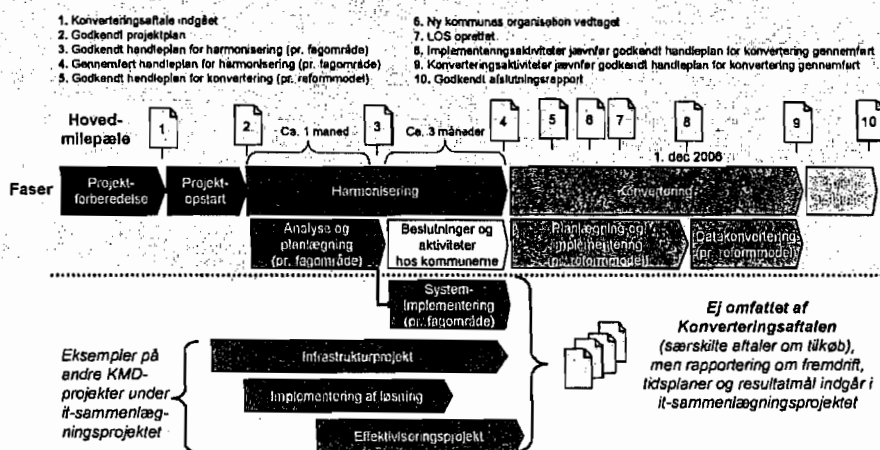 1. Konverteringsaftale indgået
2. Godkendt projektplan
3. Godkendt handleplan for harmonisering (pr. fagområde)
4. Gennemført handleplan for harmonisering (pr. fagområde)
5. Godkendt handleplan for konvertering (pr. reformmodel)
6. Ny kommunes organisation vedtaget
7. LOS oprettet
8. Implementeringsaktiviteter jævnfør godkendt handleplan for konvertering gennemført
9. Konverteringsaktiviteter jævnfør godkendt handleplan for konvertering gennemført
10. Godkendt afslutningsrapport
Hoved-
milepæle
1
2
Ca. 1 maned
3
Ca. 3 måneder
4
5
6
7
8
9
10
1. dec 2006
Faser
Projekt-
forberedelse
Projekt-
opstart
Harmonisering
Konvertering
Analyse og
planlægning
(pr. fagområde)
Beslutninger og
aktiviteter
hos kommunerne
Planlægning og
implementering
(pr. reformmodel)
Datakonvertering
(pr. reformmodel)
System-
implementering
(pr. fagområde)
Eksempler på
andre KMD-
projekter under
it-sammenlæg-
ningsprojektet
Infrastrukturprojekt
Implementering af løsning
Effektiviseringsprojekt
Ej omfattet af
Konverteringsaftalen
(særskilte aftaler om tilkøb),
men rapportering om fremdrift,
tidsplaner og resultatmål indgår i
it-sammenlægningsprojektet